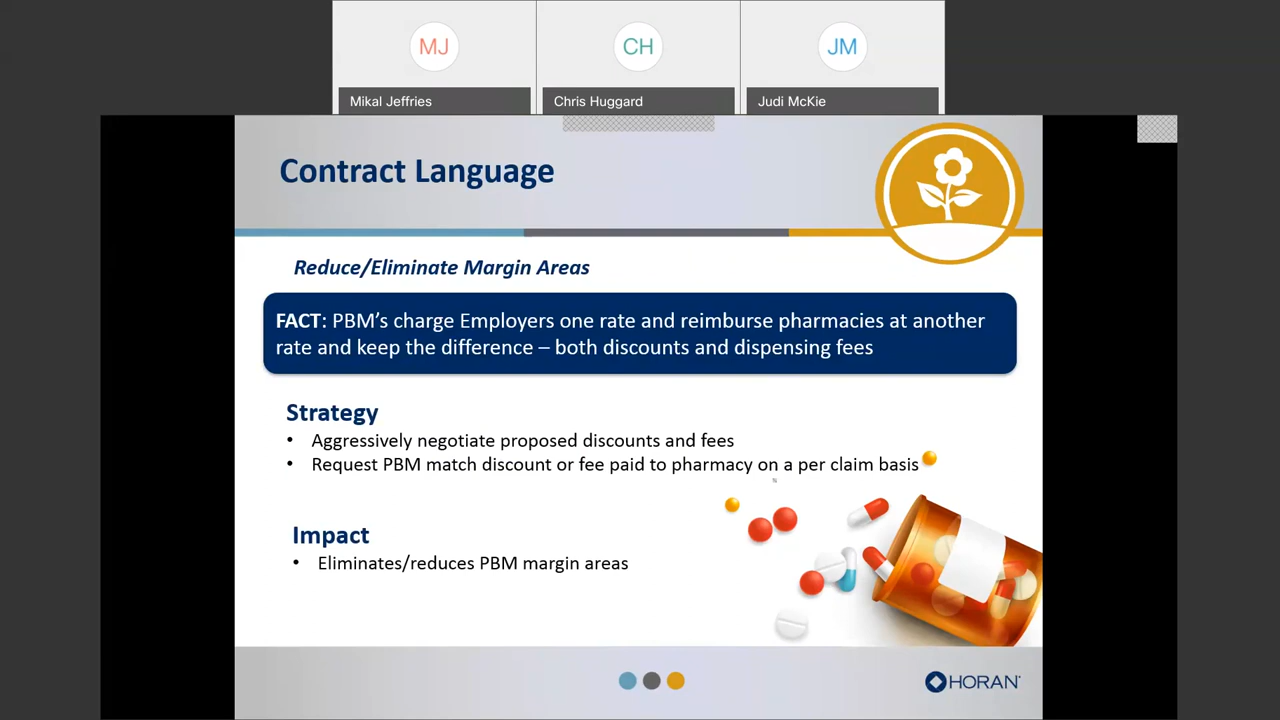 MJ
CH
JM
Mikal Jeffries
Chris Huggard
Judi McKie
Contract Language
Reduce/Eliminate Margin Areas
FACT: PBM's charge Employers one rate and reimburse pharmacies at another
rate and keep the difference – both discounts and dispensing fees
Strategy
• Aggressively negotiate proposed discounts and fees
• Request PBM match discount or fee paid to pharmacy on a per claim basis
Impact
• Eliminates/reduces PBM margin areas
HORAN